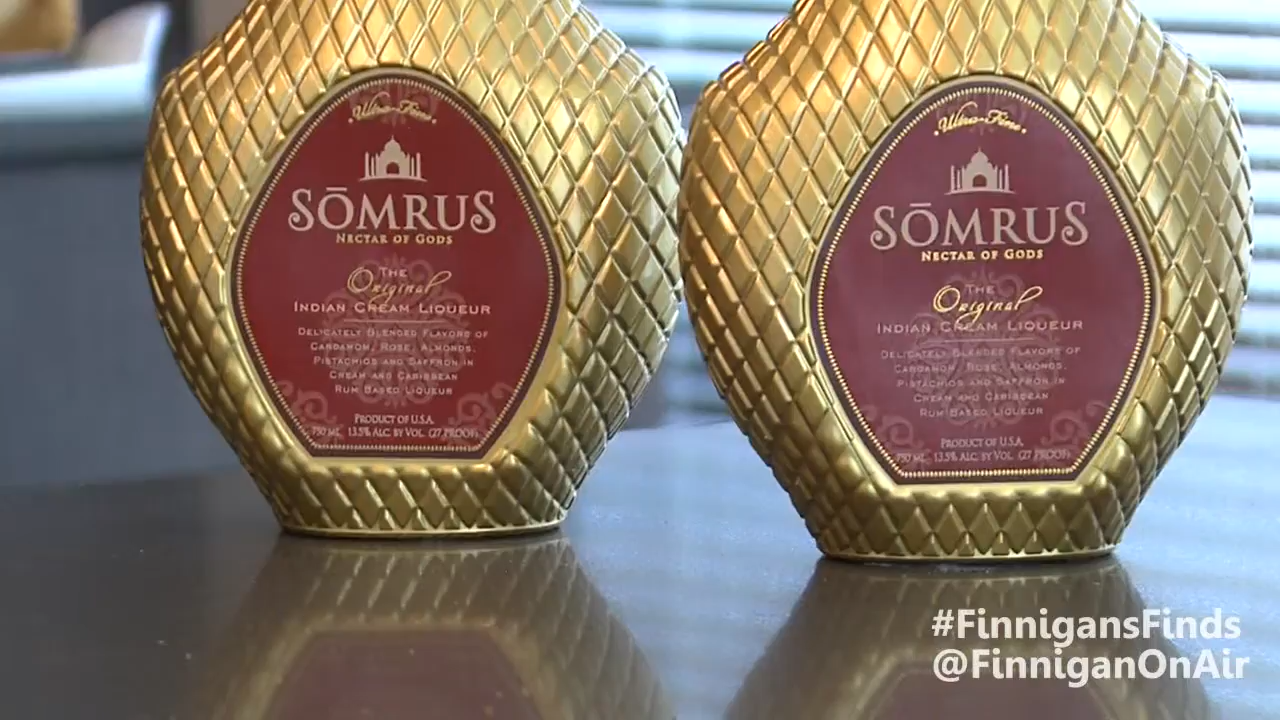 Ultra-Fine
SŌMRUS
NECTAR OF GODS
THE
Original
INDIAN CREAM LIQUEUR
DELICATELY BLENDED FLAVORS OF
CARDAMOM, ROSE, ALMONDS,
PISTACHIOS AND SAFFRON IN
CREAM AND CARIBBEAN
RUM BASED LIQUEUR
PRODUCT OF U.S.A.
750 ML 13.5% ALC. BY VOL. (27 PROOF)
Ultra-Fine
SŌMRUS
NECTAR OF GODS
THE
Original
INDIAN CREAM LIQUEUR
DELICATELY BLENDED FLAVORS OF
CARDAMOM, ROSE, ALMONDS,
PISTACHIOS AND SAFFRON IN
CREAM AND CARIBBEAN
RUM BASED LIQUEUR
PRODUCT OF U.S.A.
750 ML 13.5% ALC. BY VOL. (27 PROOF)
#FinnigansFinds
@FinniganOnAir